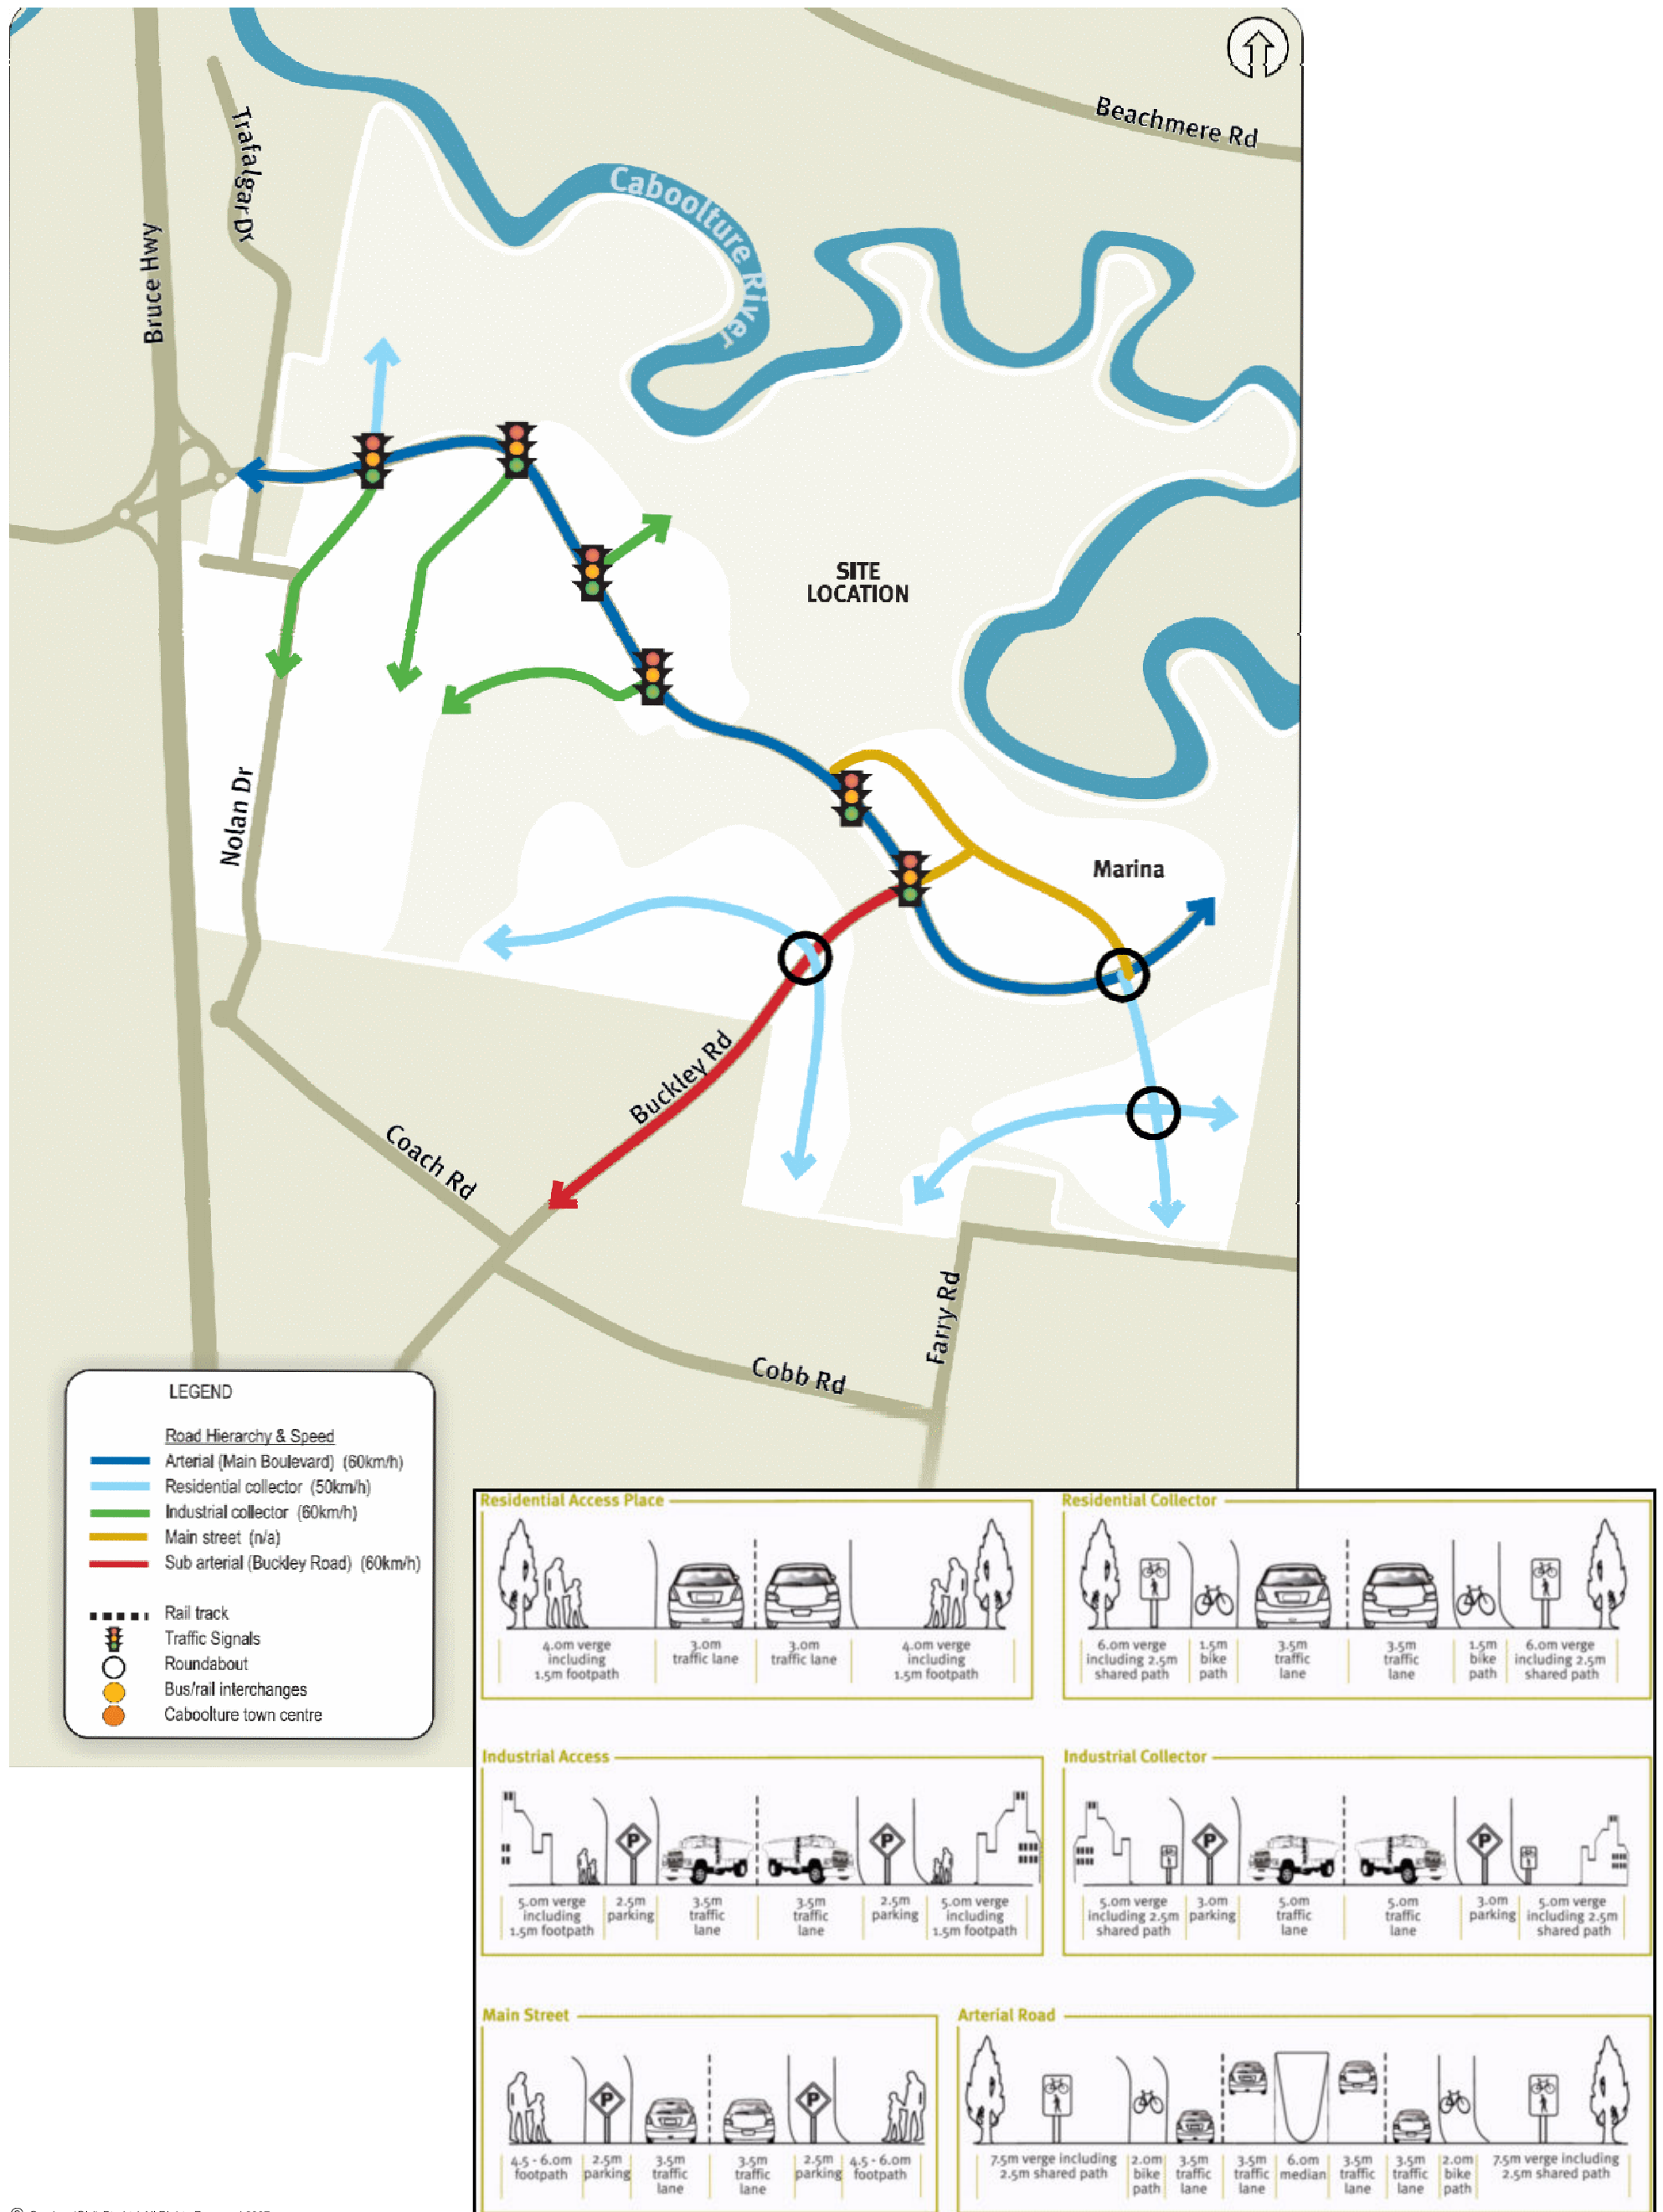 Beachmere Rd
Trafalgar Dr
Caboolture River
Bruce Hwy
SITE
LOCATION
Nolan Dr
Marina
Buckley Rd
Coach Rd
Farry Rd
Cobb Rd
LEGEND
Road Hierarchy & Speed
Arterial (Main Boulevard) (60km/h)
Residential collector (50km/h)
Industrial collector (60km/h)
Main street (n/a)
Sub arterial (Buckley Road) (60km/h)
Rail track
Traffic Signals
Roundabout
Bus/rail interchanges
Caboolture town centre
Residential Access Place
4.0m verge
including
1.5m footpath
3.0m
traffic lane
3.0m
traffic lane
4.0m verge
including
1.5m footpath
Residential Collector
6.0m verge
including 2.5m
shared path
1.5m
bike
path
3.5m
traffic
lane
3.5m
traffic
lane
1.5m
bike
path
6.0m verge
including 2.5m
shared path
Industrial Access
P
P
5.0m verge
including
1.5m footpath
2.5m
parking
3.5m
traffic
lane
3.5m
traffic
lane
2.5m
parking
5.0m verge
including
1.5m footpath
Industrial Collector
P
P
5.0m verge
including 2.5m
shared path
3.0m
parking
5.0m
traffic
lane
5.0m
traffic
lane
3.0m
parking
5.0m verge
including 2.5m
shared path
Main Street
P
P
4.5 - 6.0m
footpath
2.5m
parking
3.5m
traffic
lane
3.5m
traffic
lane
2.5m
parking
4.5 - 6.0m
footpath
Arterial Road
7.5m verge including
2.5m shared path
2.0m
bike
path
3.5m
traffic
lane
3.5m
traffic
lane
6.0m
median
3.5m
traffic
lane
3.5m
traffic
lane
2.0m
bike
path
7.5m verge including
2.5m shared path